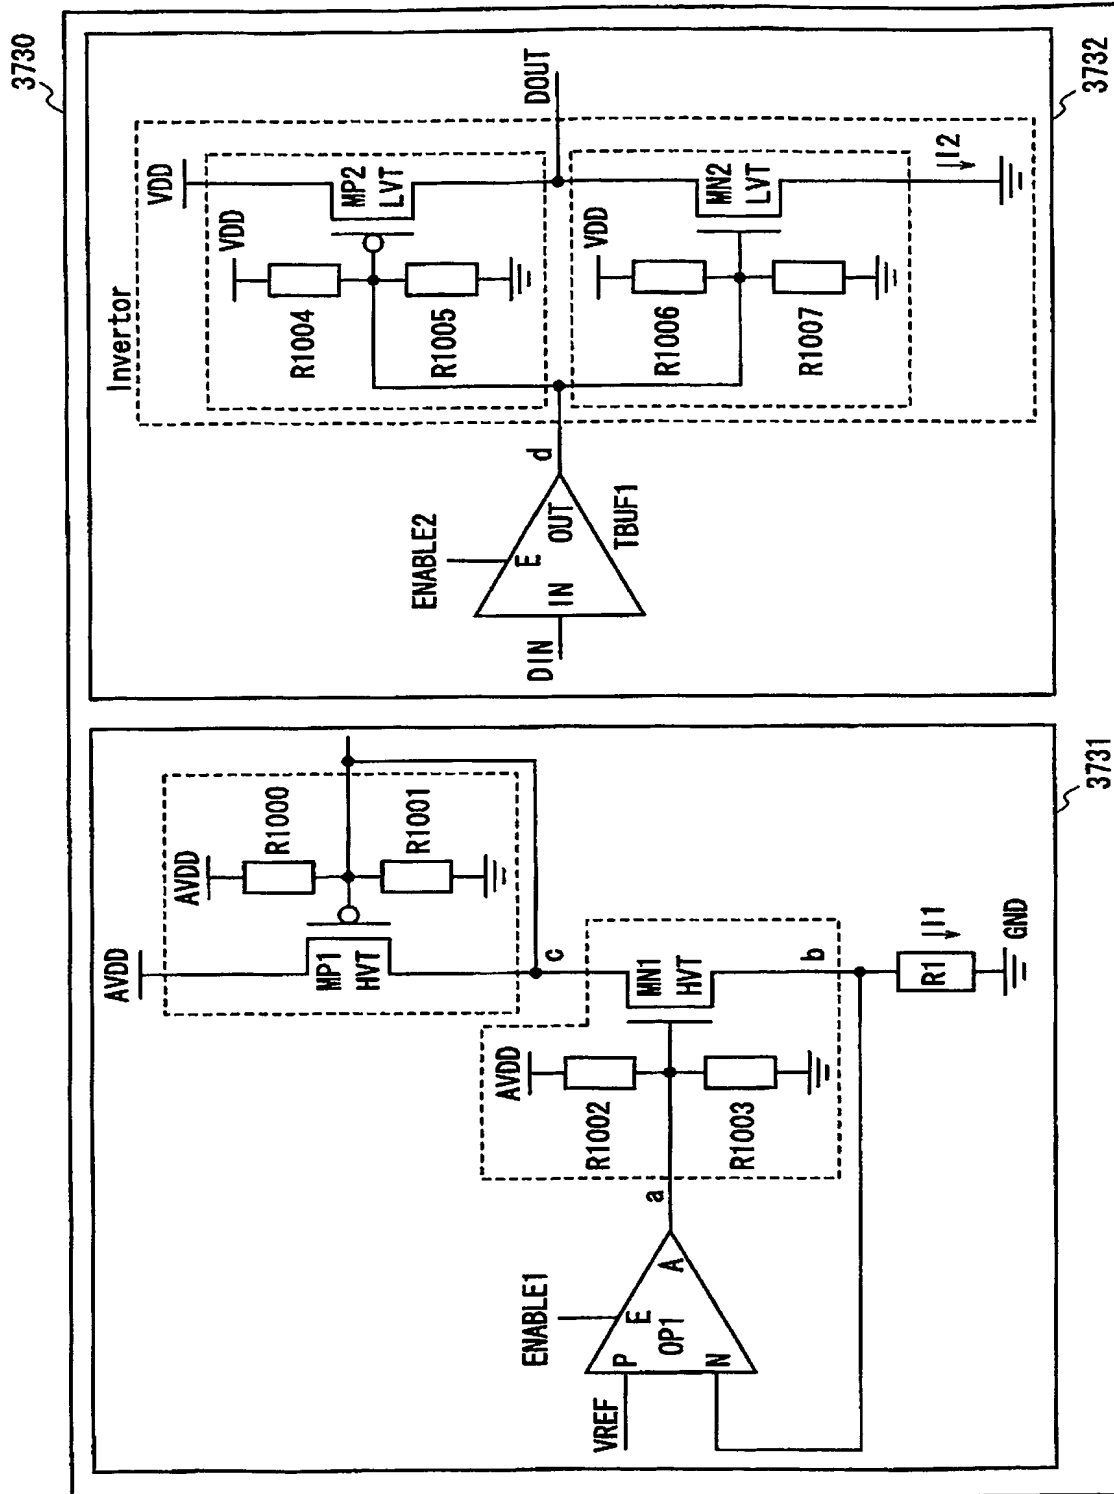 3730
3731
AVDD
AVDD
R1000
R1001
MP1
HVT
c
AVDD
R1002
R1003
MN1
HVT
a
b
ENABLE1
VREF
P
E
A
OP1
N
R1
I1
GND
3732
Invertor
VDD
VDD
R1004
R1005
MP2
LVT
DOUT
VDD
R1006
R1007
MN2
LVT
I2
d
ENABLE2
DIN
IN
E
OUT
TBUF1